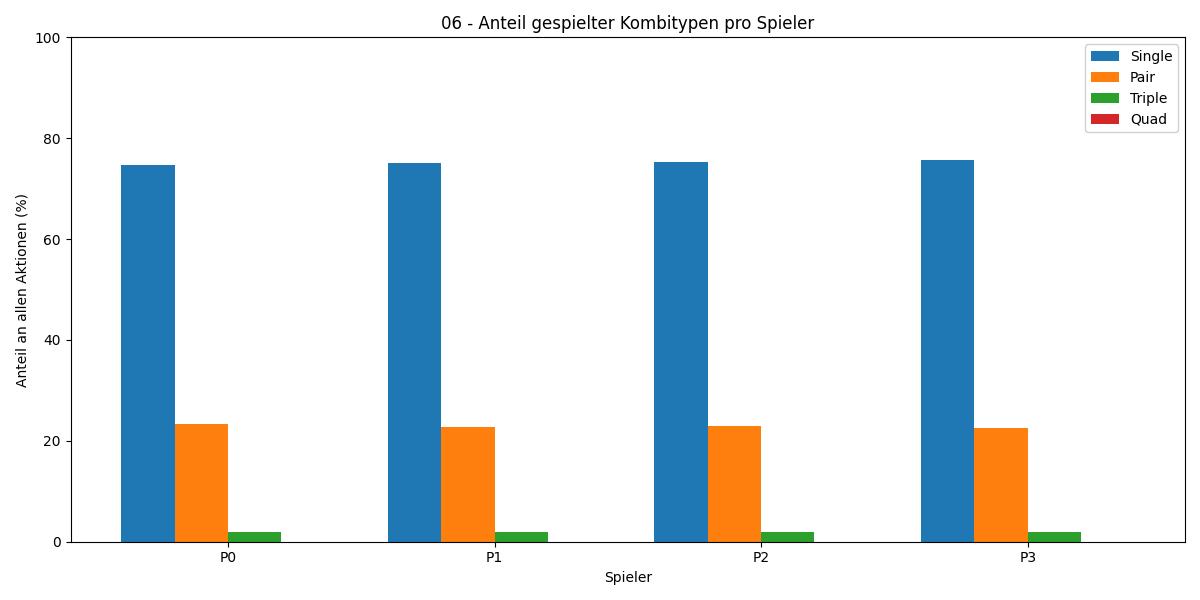 06 - Anteil gespielter Kombitypen pro Spieler
100
80
60
40
20
0
Anteil an allen Aktionen (%)
Single
Pair
Triple
Quad
P0
P1
P2
P3
Spieler